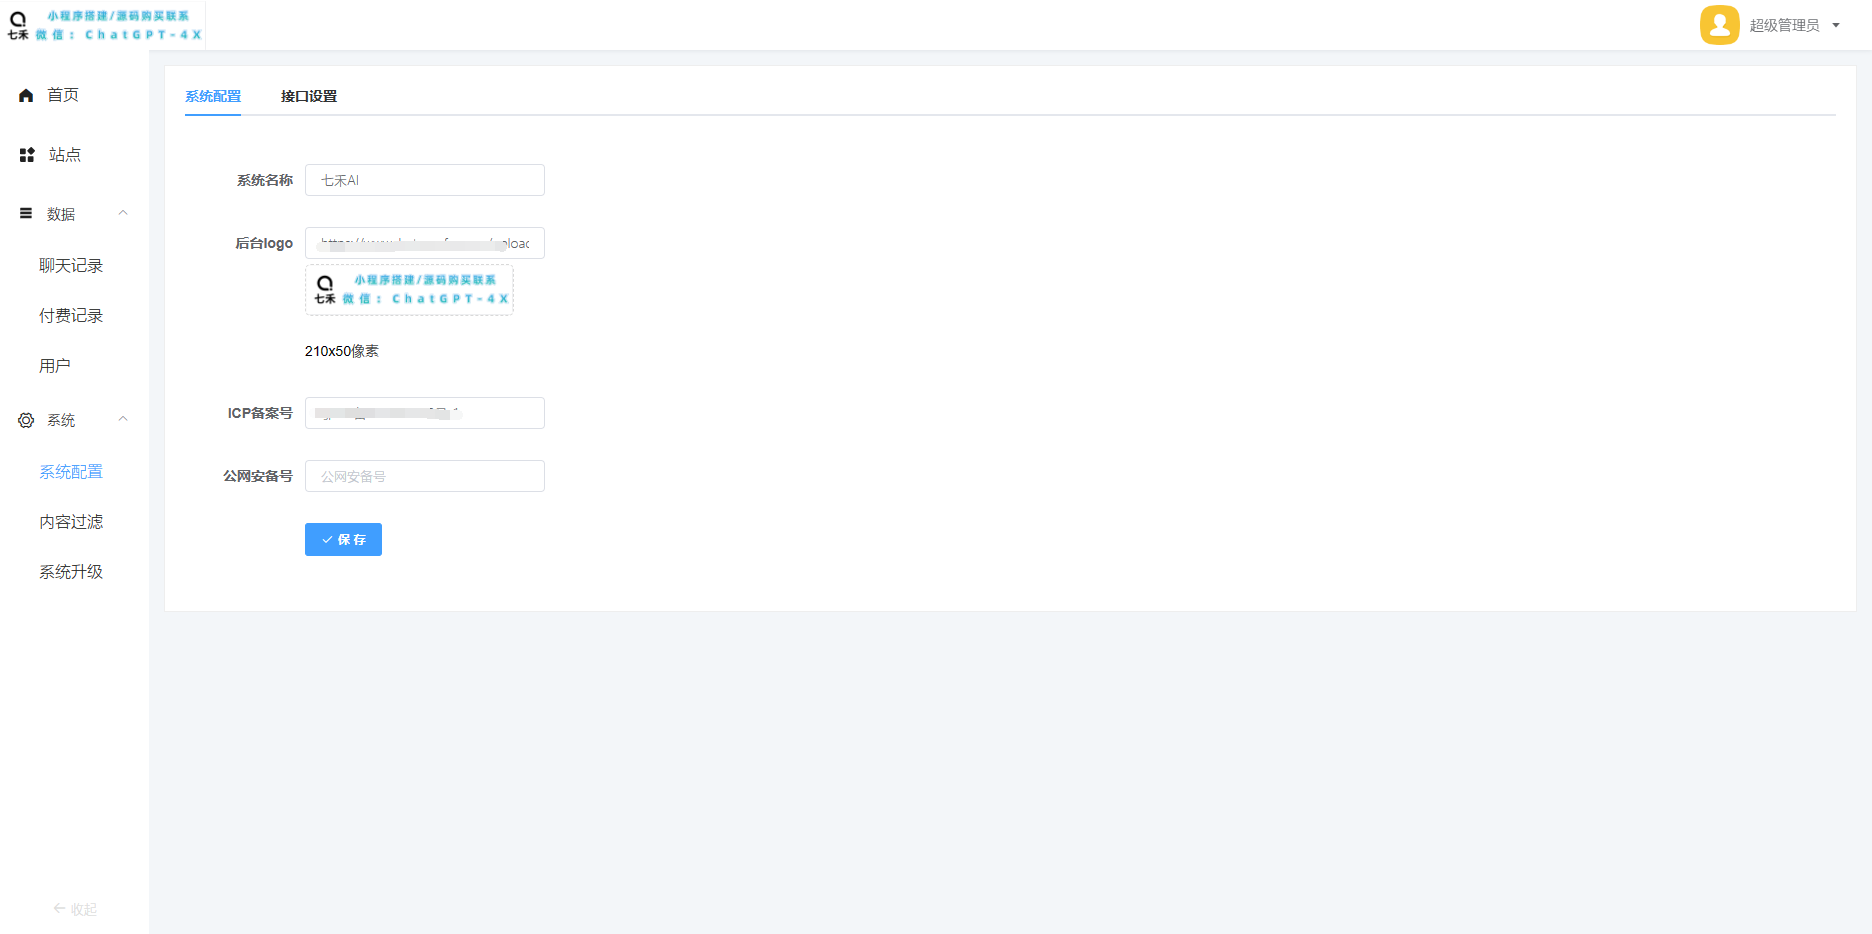 小程序搭建/源码购买联系
七禾 微信：ChatGPT-4X
超级管理员
首页
站点
数据
聊天记录
付费记录
用户
系统
系统配置
内容过滤
系统升级
收起
系统配置 接口设置
系统名称 七禾AI
后台logo
小程序搭建/源码购买联系
七禾 微信：ChatGPT-4X
210x50像素
ICP备案号
公网安备号 公网安备号
保存